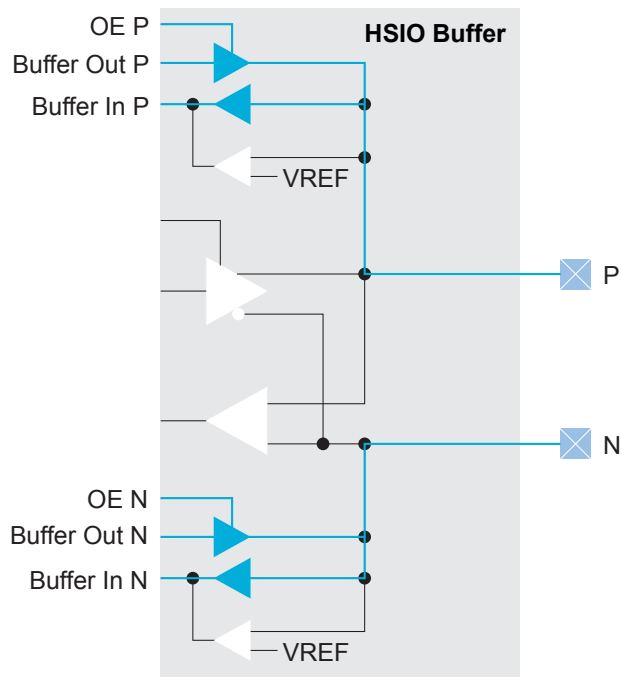 OE P
HSIO Buffer
Buffer Out P
Buffer In P
VREF
P
N
OE N
Buffer Out N
Buffer In N
VREF